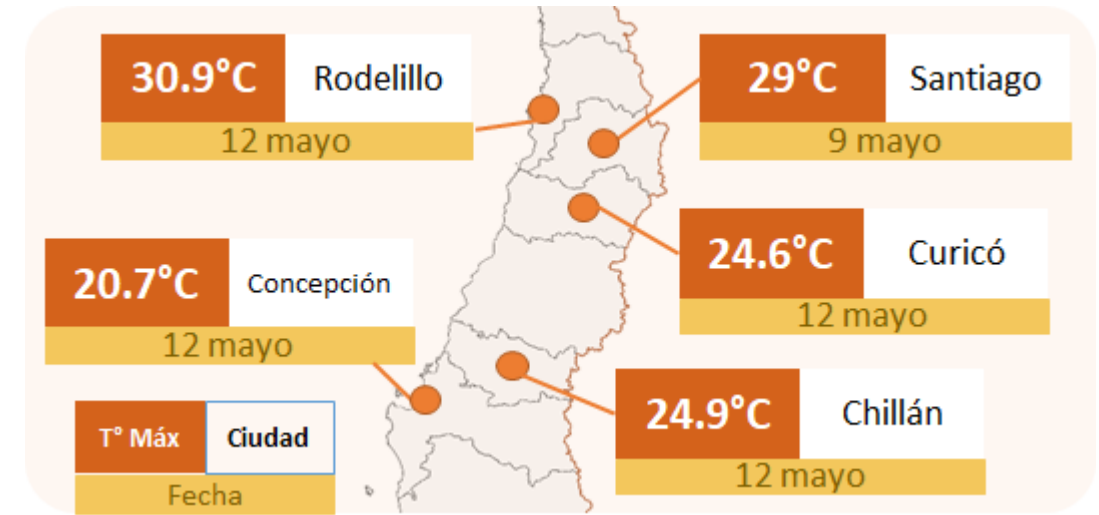 30.9°C Rodelillo
12 mayo
29°C Santiago
9 mayo
24.6°C Curicó
12 mayo
20.7°C Concepción
12 mayo
24.9°C Chillán
12 mayo
T° Máx Ciudad
Fecha